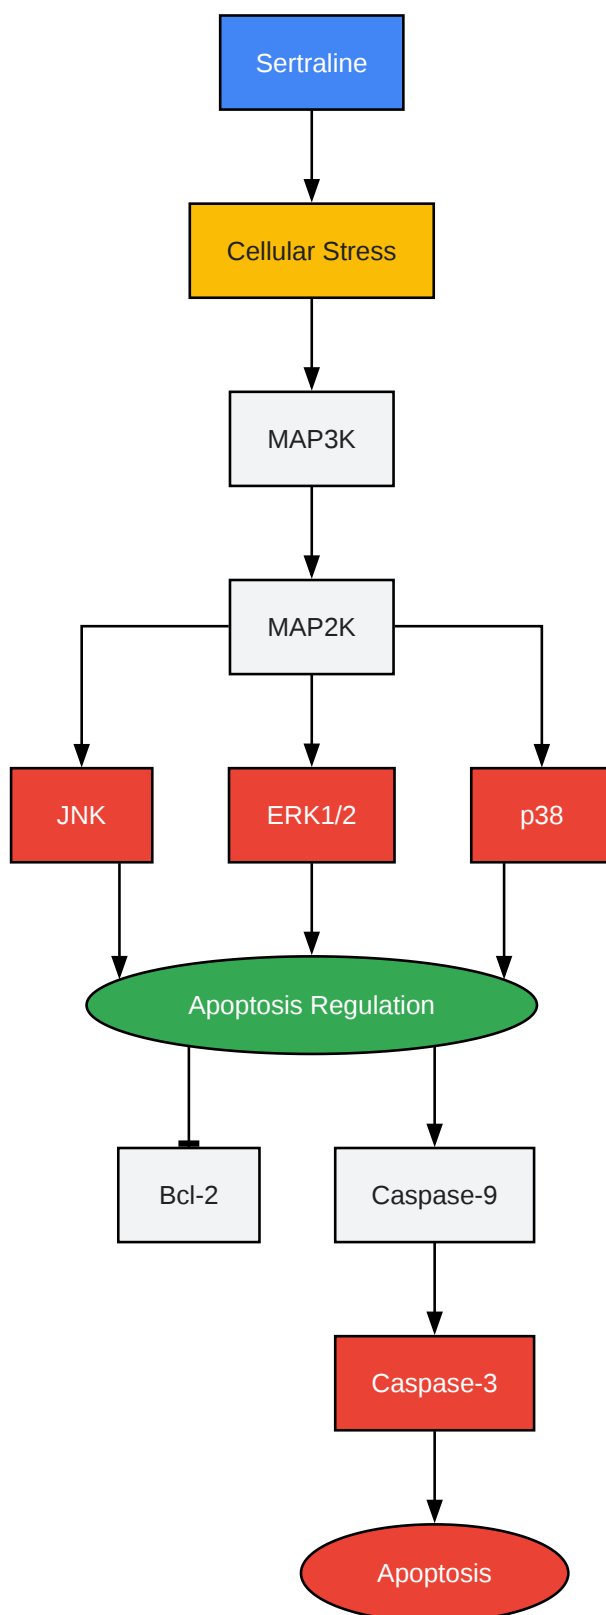 Sertraline
Cellular Stress
MAP3K
MAP2K
JNK
ERK1/2
p38
Apoptosis Regulation
Bcl-2
Caspase-9
Caspase-3
Apoptosis